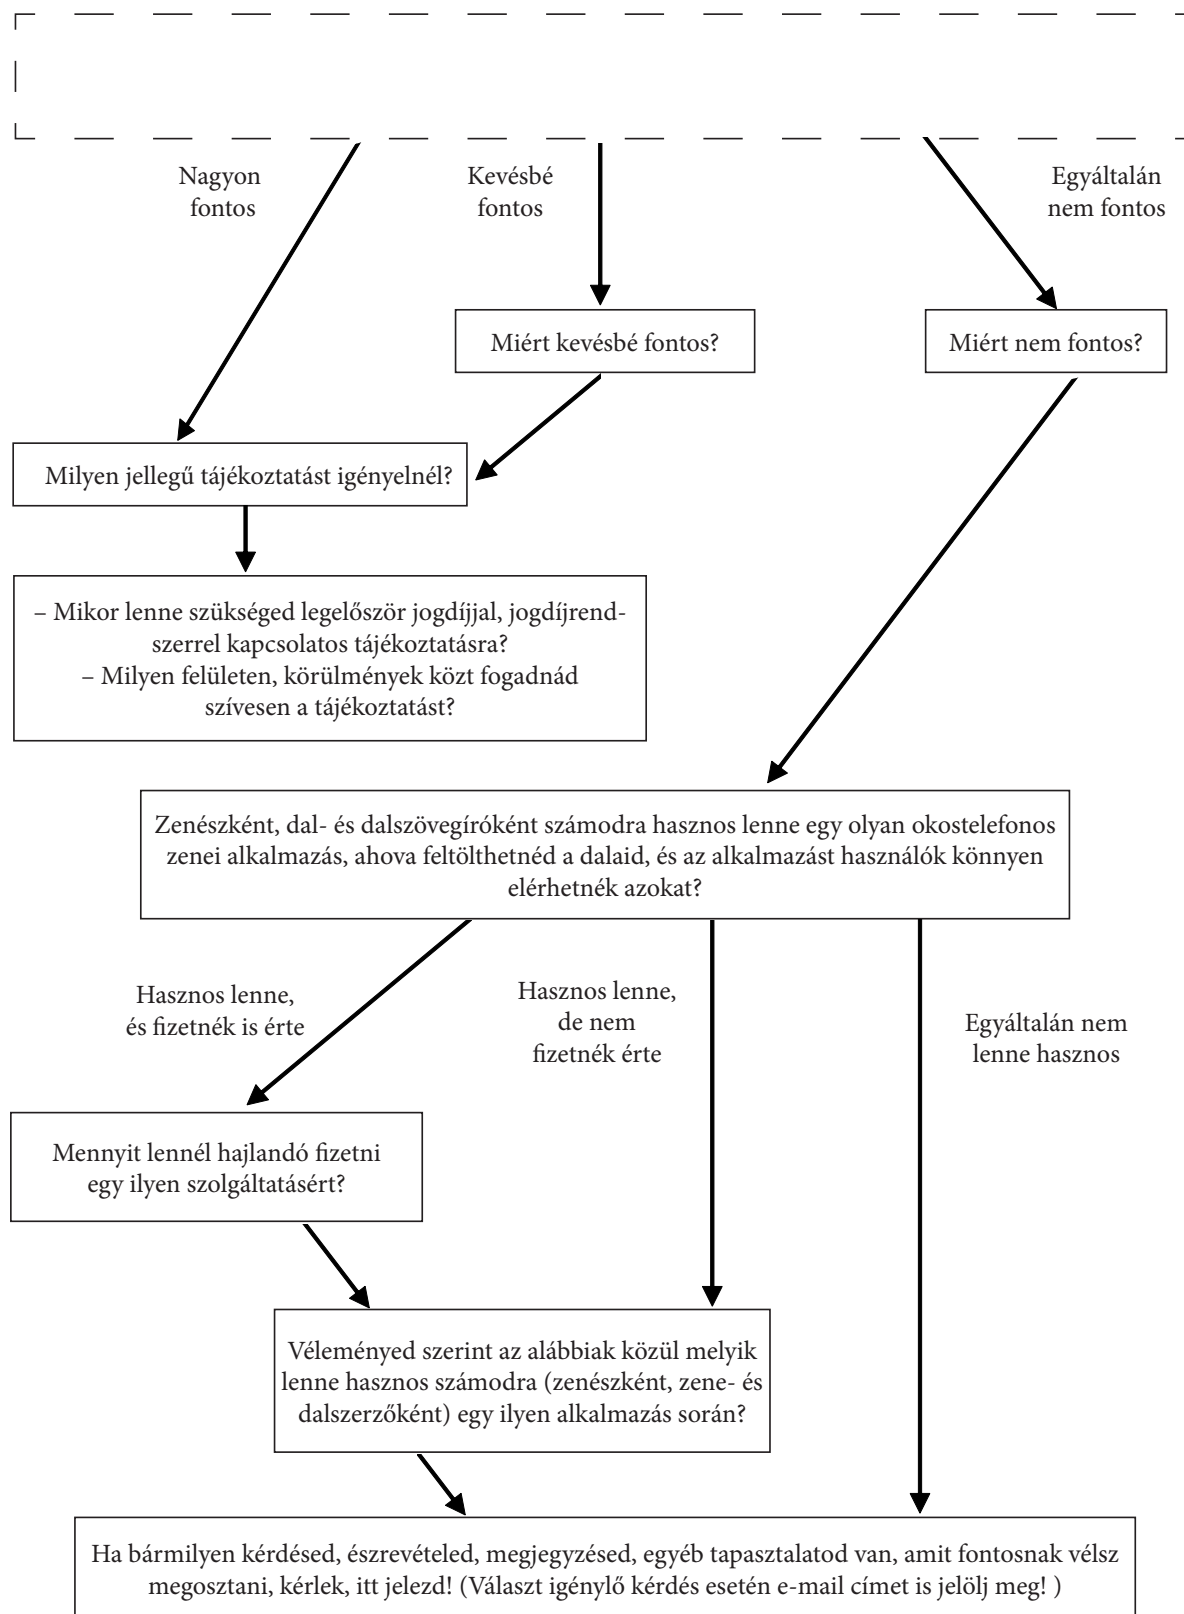 Nagyon
fontos
Kevésbé
fontos
Egyáltalán
nem fontos
Miért kevésbé fontos?
Miért nem fontos?
Milyen jellegű tájékoztatást igényelnél?
– Mikor lenne szükséged legelőször jogdíjjal, jogdíjrend-
szerrel kapcsolatos tájékoztatásra?
– Milyen felületen, körülmények közt fogadnád
szívesen a tájékoztatást?
Zenészként, dal- és dalszövegíróként számodra hasznos lenne egy olyan okostelefonos
zenei alkalmazás, ahova feltölthetnéd a dalaid, és az alkalmazást használók könnyen
elérhetnék azokat?
Hasznos lenne,
és fizetnék is érte
Hasznos lenne,
de nem
fizetnék érte
Egyáltalán nem
lenne hasznos
Mennyit lennél hajlandó fizetni
egy ilyen szolgáltatásért?
Véleményed szerint az alábbiak közül melyik
lenne hasznos számodra (zenészként, zene- és
dalszerzőként) egy ilyen alkalmazás során?
Ha bármilyen kérdésed, észrevételed, megjegyzésed, egyéb tapasztalatod van, amit fontosnak vélsz
megosztani, kérlek, itt jelezd! (Választ igénylő kérdés esetén e-mail címet is jelölj meg! )